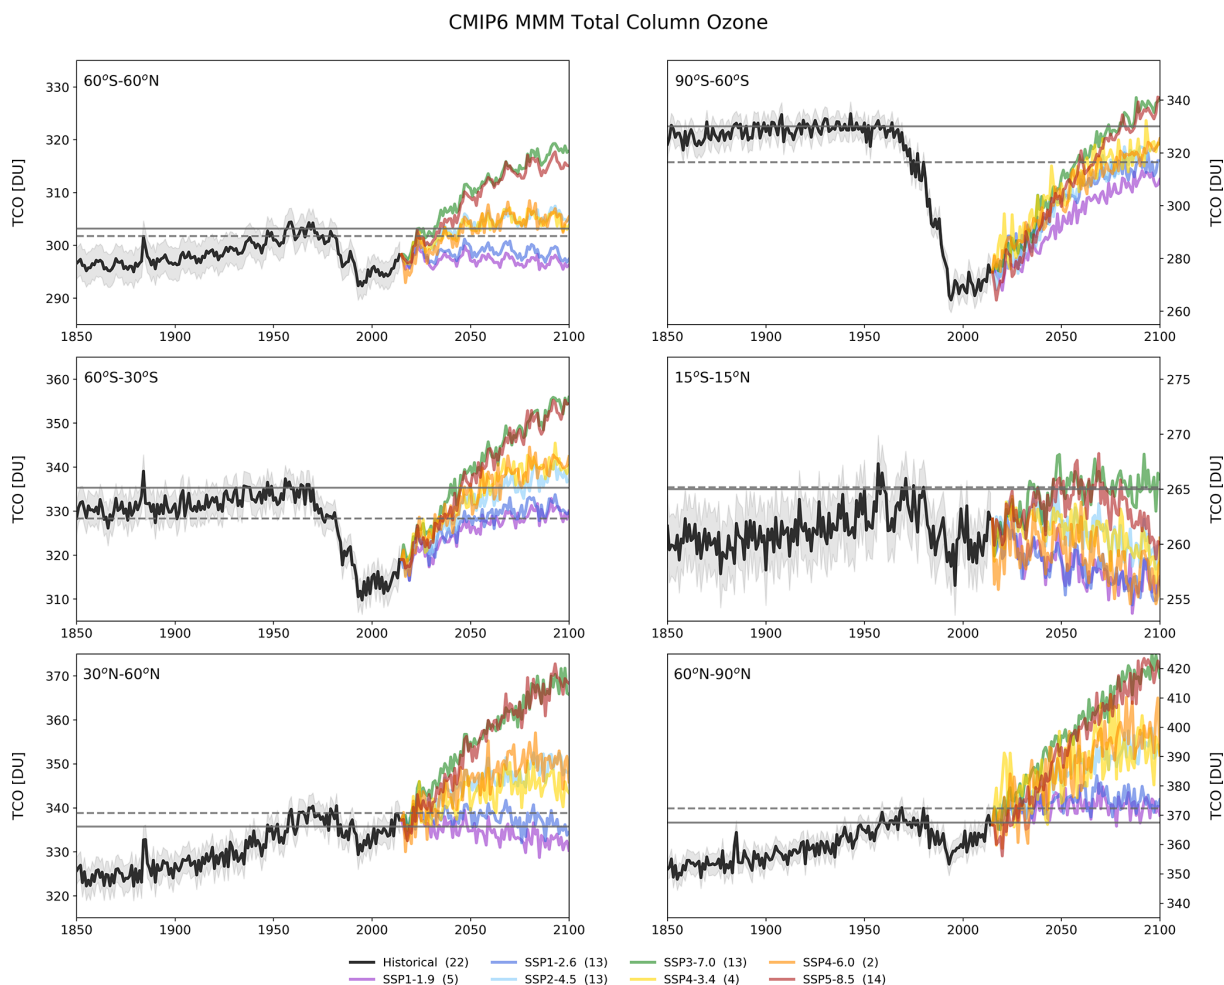 CMIP6 MMM Total Column Ozone
60°S-60°N
TCO [DU]
330
320
310
300
290
1850 1900 1950 2000 2050 2100
90°S-60°S
TCO [DU]
340
320
300
280
260
1850 1900 1950 2000 2050 2100
60°S-30°S
TCO [DU]
360
350
340
330
320
310
1850 1900 1950 2000 2050 2100
15°S-15°N
TCO [DU]
275
270
265
260
255
1850 1900 1950 2000 2050 2100
30°N-60°N
TCO [DU]
370
360
350
340
330
320
1850 1900 1950 2000 2050 2100
60°N-90°N
TCO [DU]
420
410
400
390
380
370
360
350
340
1850 1900 1950 2000 2050 2100
Historical (22) SSP1-2.6 (13) SSP3-7.0 (13) SSP4-6.0 (2)
SSP1-1.9 (5) SSP2-4.5 (13) SSP4-3.4 (4) SSP5-8.5 (14)